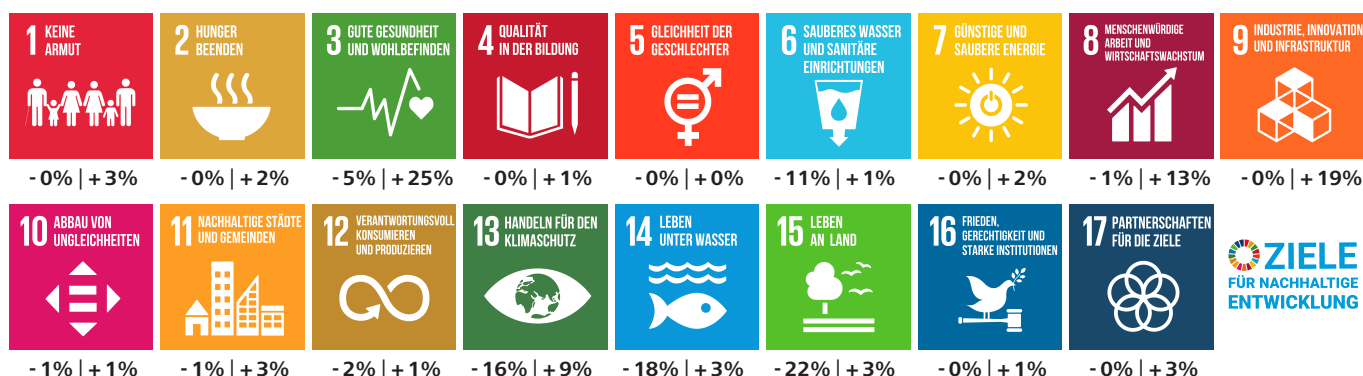 1 KEINE
ARMUT
2 HUNGER
BEENDEN
3 GUTE GESUNDHEIT
UND WOHLBEFINDEN
4 QUALITÄT
IN DER BILDUNG
5 GLEICHHEIT DER
GESCHLECHTER
6 SAUBERES WASSER
UND SANITÄRE
EINRICHTUNGEN
7 GÜNSTIGE UND
SAUBERE ENERGIE
8 MENSCHENWÜRDIGE
ARBEIT UND
WIRTSCHAFTSWACHSTUM
9 INDUSTRIE, INNOVATION
UND INFRASTRUKTUR
-0% | +3%
-0% | +2%
-5% | +25%
-0% | +1%
-0% | +0%
-11% | +1%
-0% | +2%
-1% | +13%
-0% | +19%
10 ABBAU VON
UNGLEICHHEITEN
11 NACHHALTIGE STÄDTE
UND GEMEINDEN
12 VERANTWORTUNGSVOLL
KONSUMIEREN
UND PRODUZIEREN
13 HANDELN FÜR DEN
KLIMASCHUTZ
14 LEBEN
UNTER WASSER
15 LEBEN
AN LAND
16 FRIEDEN,
GERECHTIGKEIT UND
STARKE INSTITUTIONEN
17 PARTNERSCHAFTEN
FÜR DIE ZIELE
ZIELE
FÜR NACHHALTIGE
ENTWICKLUNG
-1% | +1%
-1% | +3%
-2% | +1%
-16% | +9%
-18% | +3%
-22% | +3%
-0% | +1%
-0% | +3%